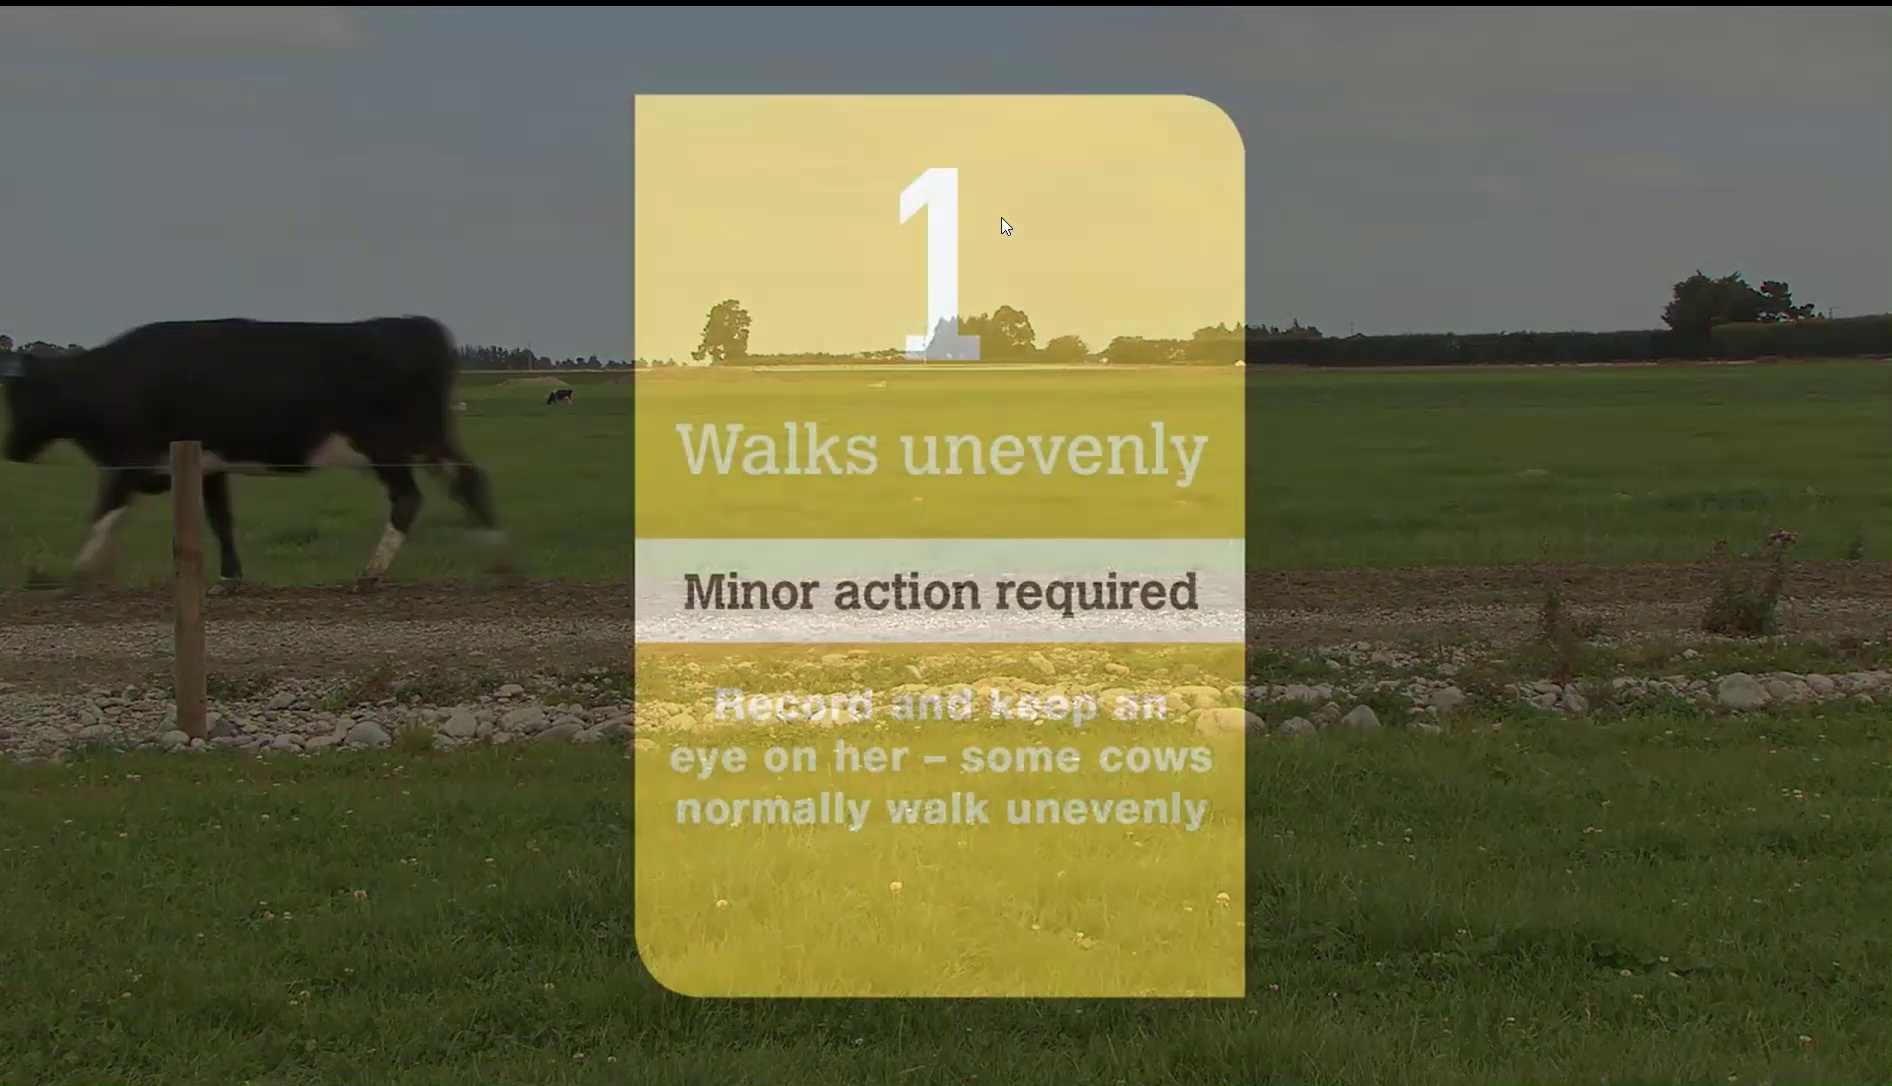 1
Walks unevenly
Minor action required
Record and keep an
eye on her – some cows
normally walk unevenly